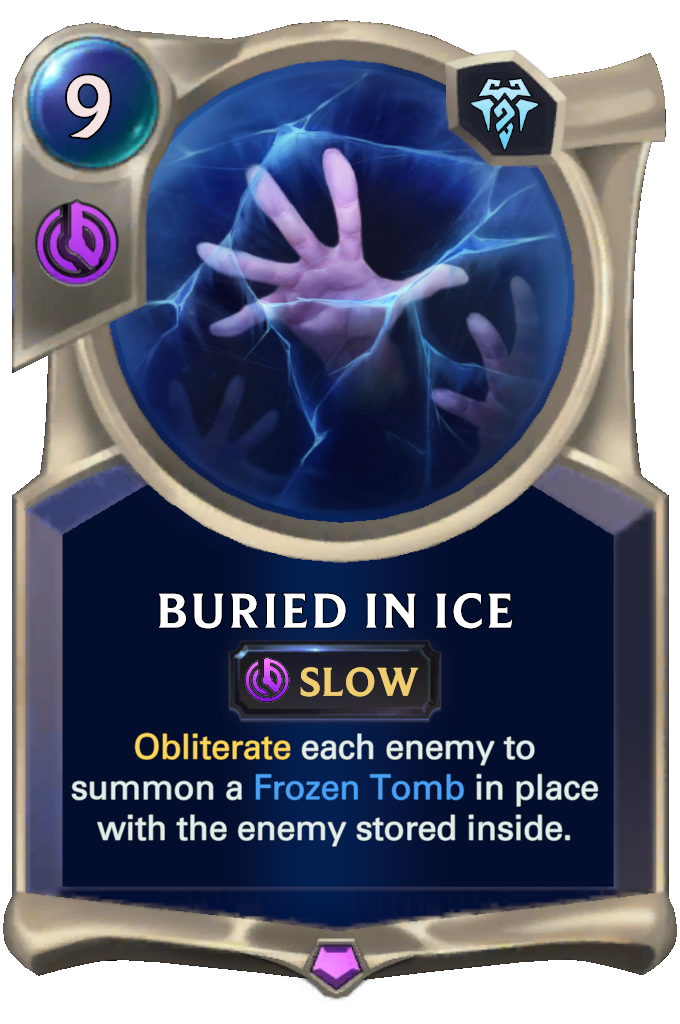 9
BURIED IN ICE
SLOW
Obliterate each enemy to
summon a Frozen Tomb in place
with the enemy stored inside.